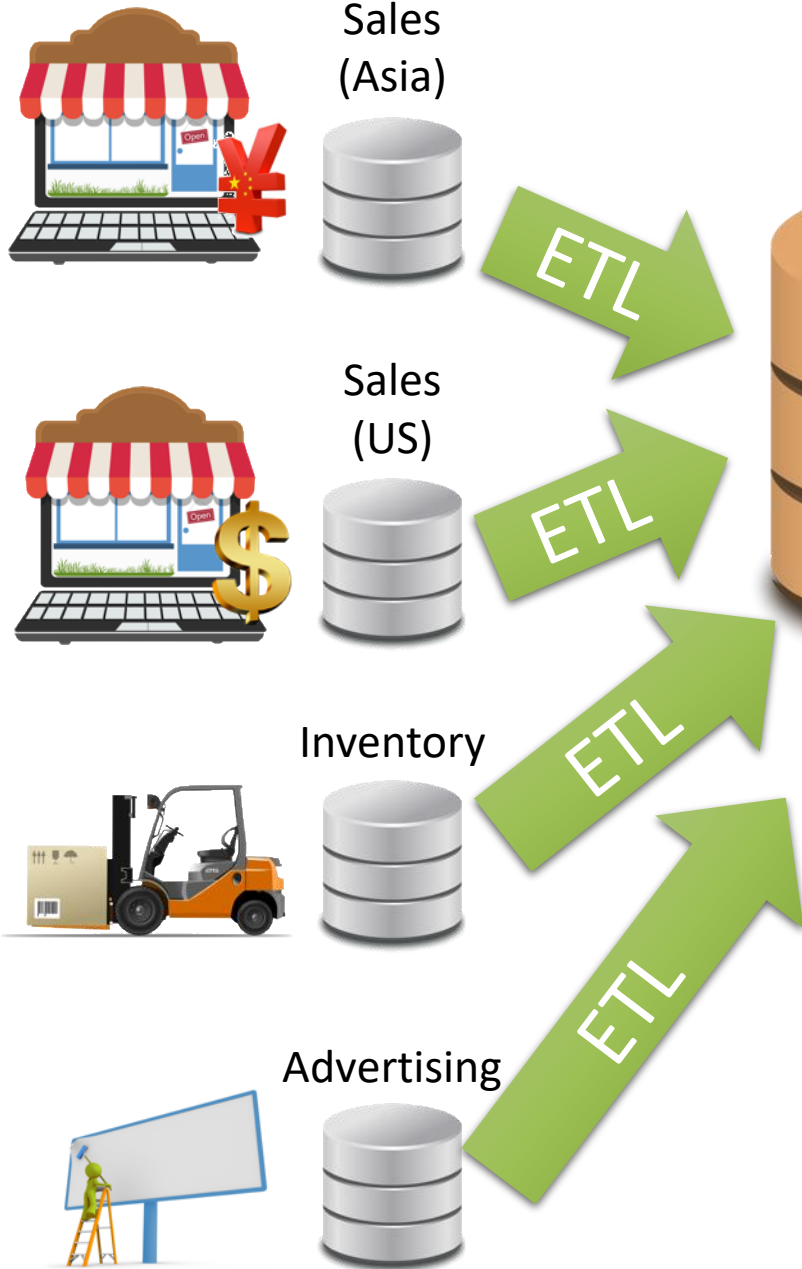 Sales
(Asia)
Open
ETL
Sales
(US)
Open
$
ETL
Inventory
ETL
Advertising
ETL